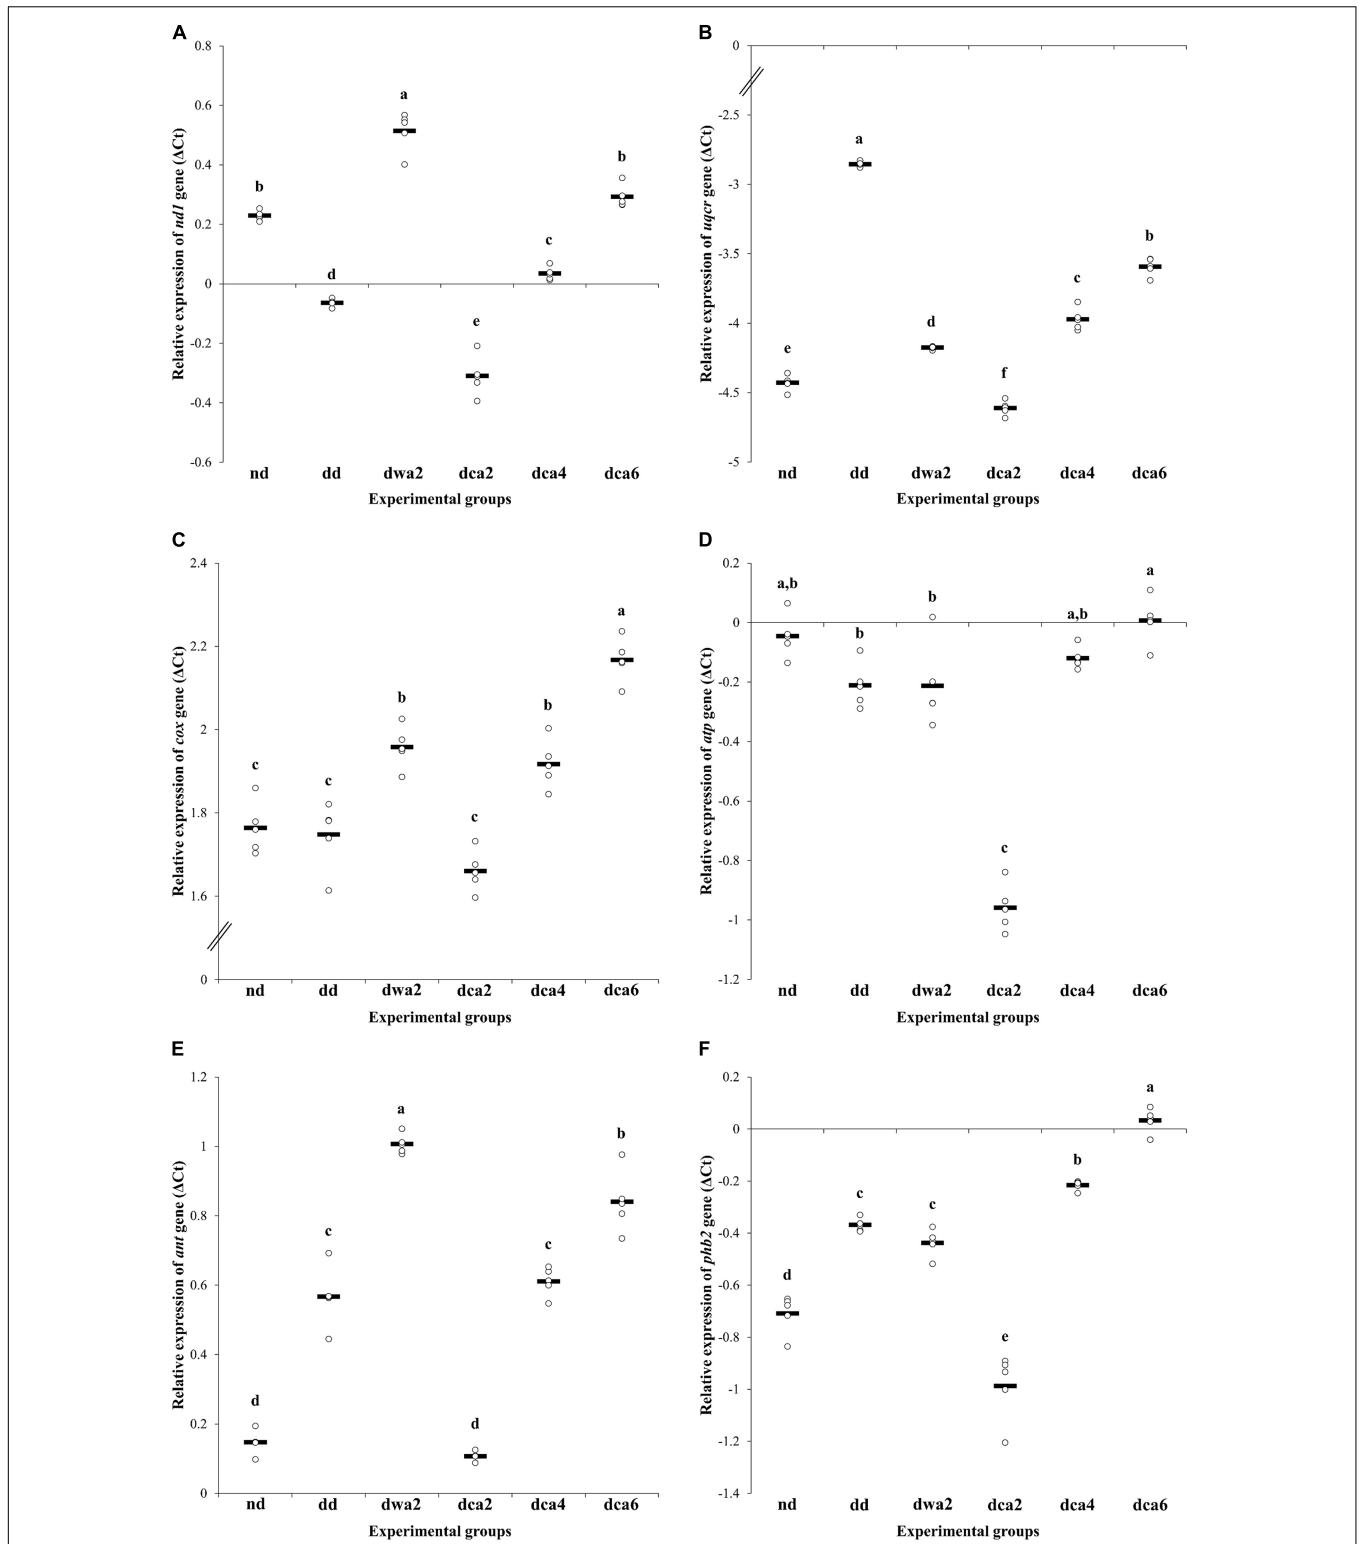 A
Relative expression of nd1 gene (ΔCt)
0.8
0.6
0.4
0.2
0
-0.2
-0.4
-0.6
b
d
a
e
c
b
nd dd dwa2 dca2 dca4 dca6
Experimental groups
B
Relative expression of uqcr gene (ΔCt)
0
-2.5
-3
-3.5
-4
-4.5
-5
e
a
d
f
c
b
nd dd dwa2 dca2 dca4 dca6
Experimental groups
C
Relative expression of cox gene (ΔCt)
2.4
2.2
2
1.8
1.6
0
c
c
b
c
b
a
nd dd dwa2 dca2 dca4 dca6
Experimental groups
D
Relative expression of atp gene (ΔCt)
0.2
0
-0.2
-0.4
-0.6
-0.8
-1
-1.2
a,b
b
b
c
a,b
a
nd dd dwa2 dca2 dca4 dca6
Experimental groups
E
Relative expression of ant gene (ΔCt)
1.2
1
0.8
0.6
0.4
0.2
0
d
c
a
d
c
b
nd dd dwa2 dca2 dca4 dca6
Experimental groups
F
Relative expression of phb2 gene (ΔCt)
0.2
0
-0.2
-0.4
-0.6
-0.8
-1
-1.2
-1.4
d
c
c
e
b
a
nd dd dwa2 dca2 dca4 dca6
Experimental groups